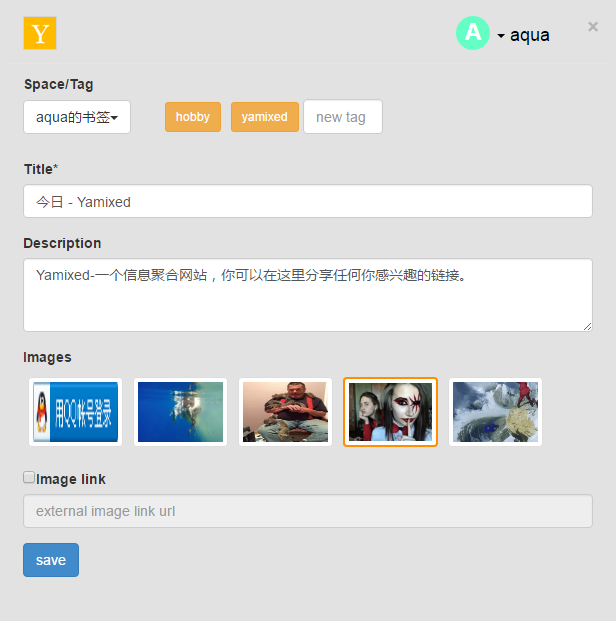 Y
A aqua ×
Space/Tag
aqua的书签 hobby yamixed new tag
Title*
今日 - Yamixed
Description
Yamixed-一个信息聚合网站，你可以在这里分享任何你感兴趣的链接。
Images
用QQ帐号登录
Image link
external image link url
save